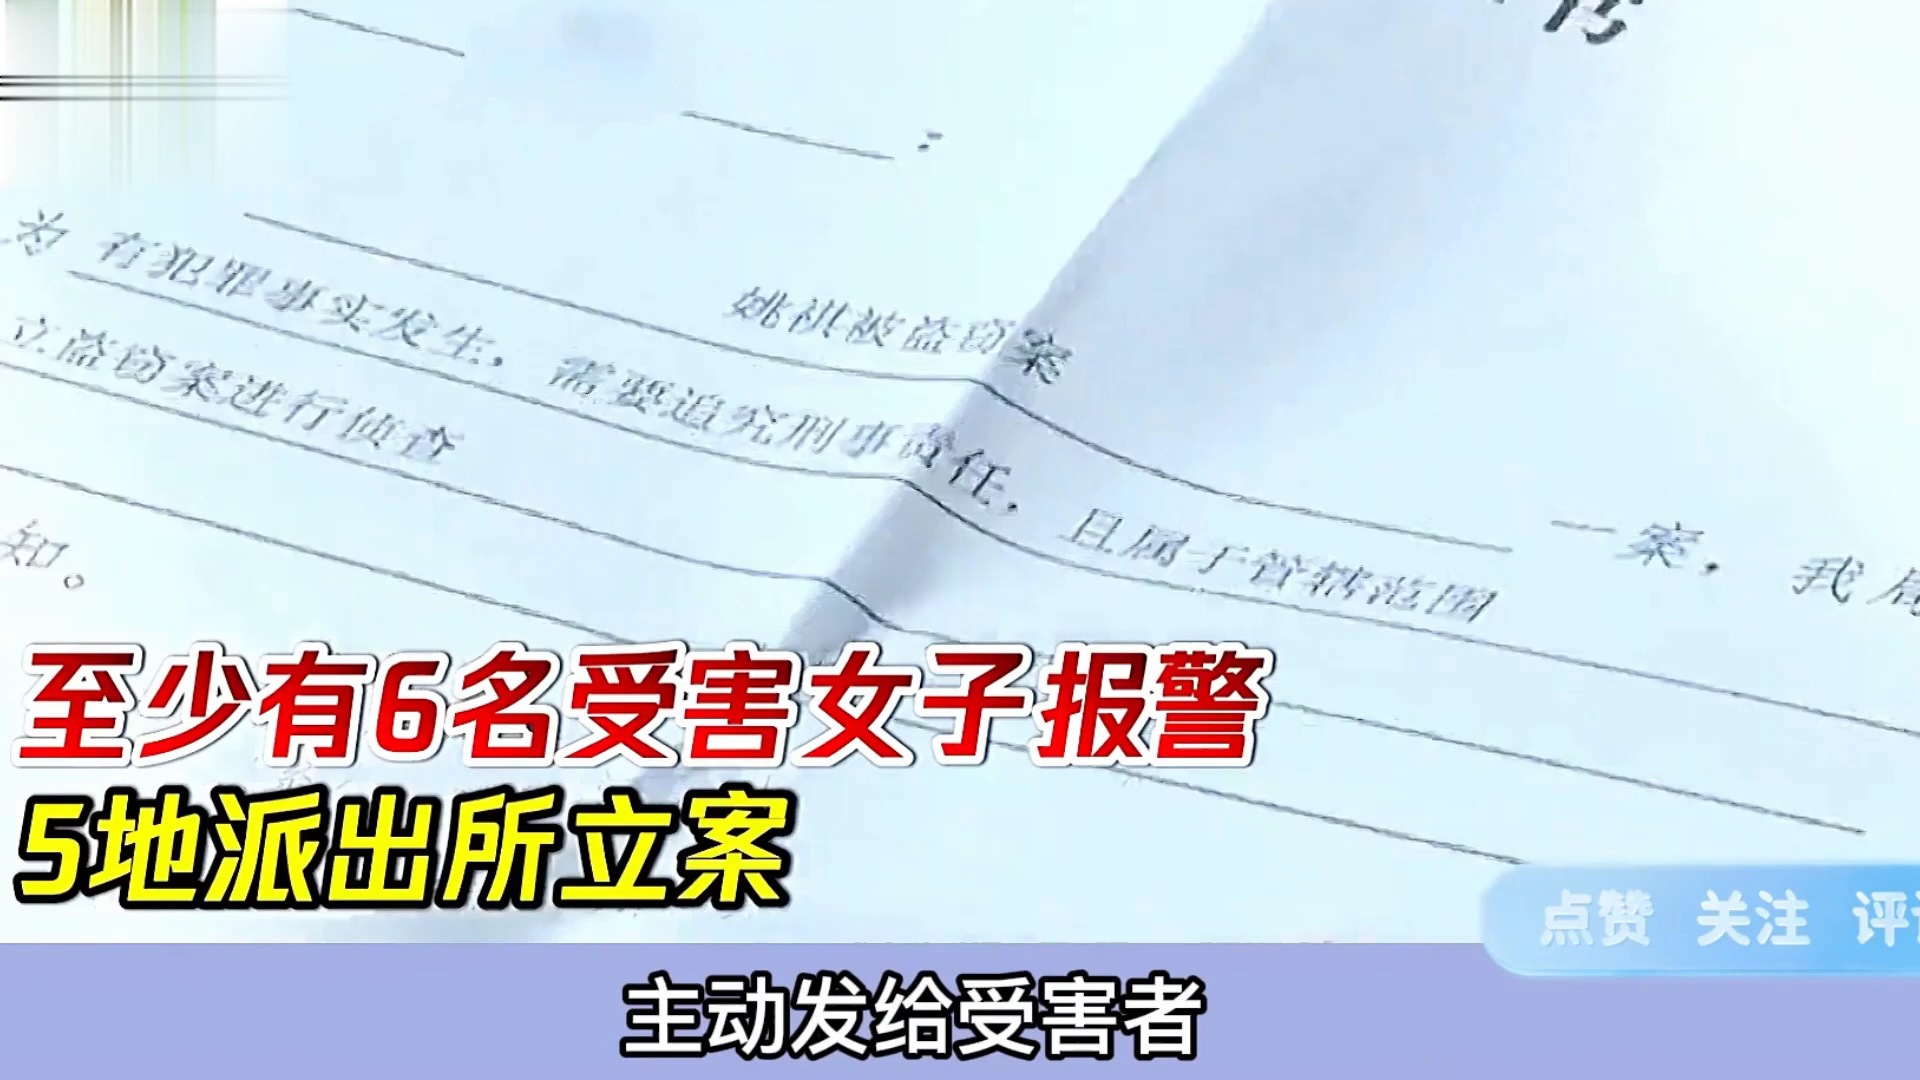 ：
姚祺被盗窃案
一案，我局
为有犯罪事实发生，需要追究刑事责任，且属于管辖范围
立盗窃案进行侦查
知。
至少有6名受害女子报警
5地派出所立案
点赞 关注 评
主动发给受害者